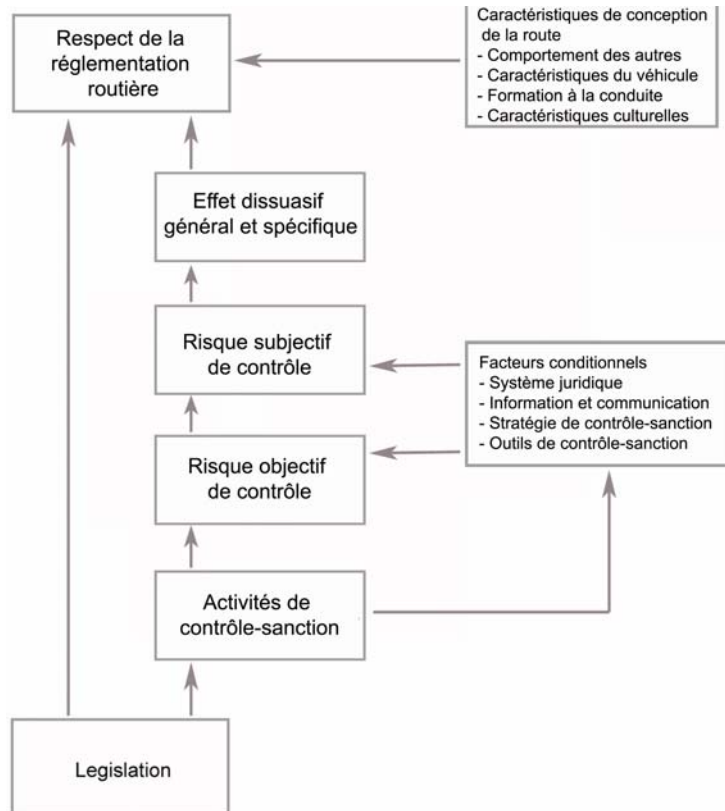 Respect de la
réglementation
routière
Caractéristiques de conception
de la route
- Comportement des autres
- Caractéristiques du véhicule
- Formation à la conduite
- Caractéristiques culturelles
Effet dissuasif
général et spécifique
Risque subjectif
de contrôle
Facteurs conditionnels
- Système juridique
- Information et communication
- Stratégie de contrôle-sanction
- Outils de contrôle-sanction
Risque objectif
de contrôle
Activités de
contrôle-sanction
Legislation